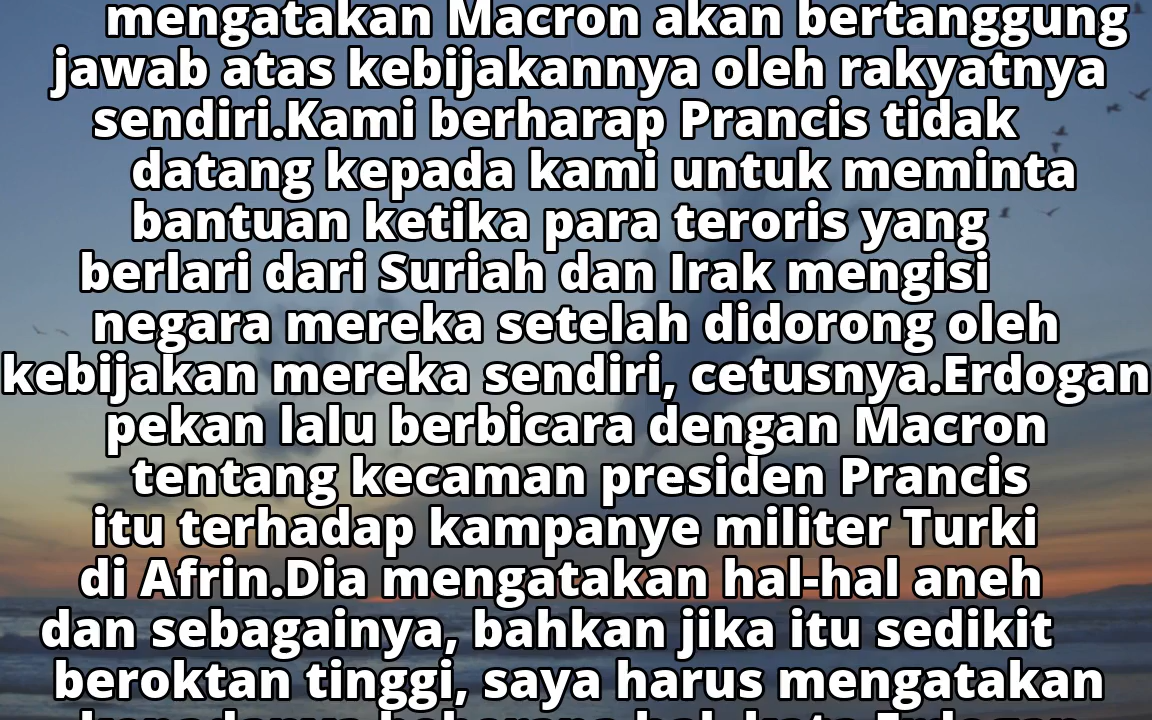 mengatakan Macron akan bertanggung
jawab atas kebijakannya oleh rakyatnya
sendiri.Kami berharap Prancis tidak
datang kepada kami untuk meminta
bantuan ketika para teroris yang
berlari dari Suriah dan Irak mengisi
negara mereka setelah didorong oleh
kebijakan mereka sendiri, cetusnya.Erdogan
pekan lalu berbicara dengan Macron
tentang kecaman presiden Prancis
itu terhadap kampanye militer Turki
di Afrin.Dia mengatakan hal-hal aneh
dan sebagainya, bahkan jika itu sedikit
beroktan tinggi, saya harus mengatakan